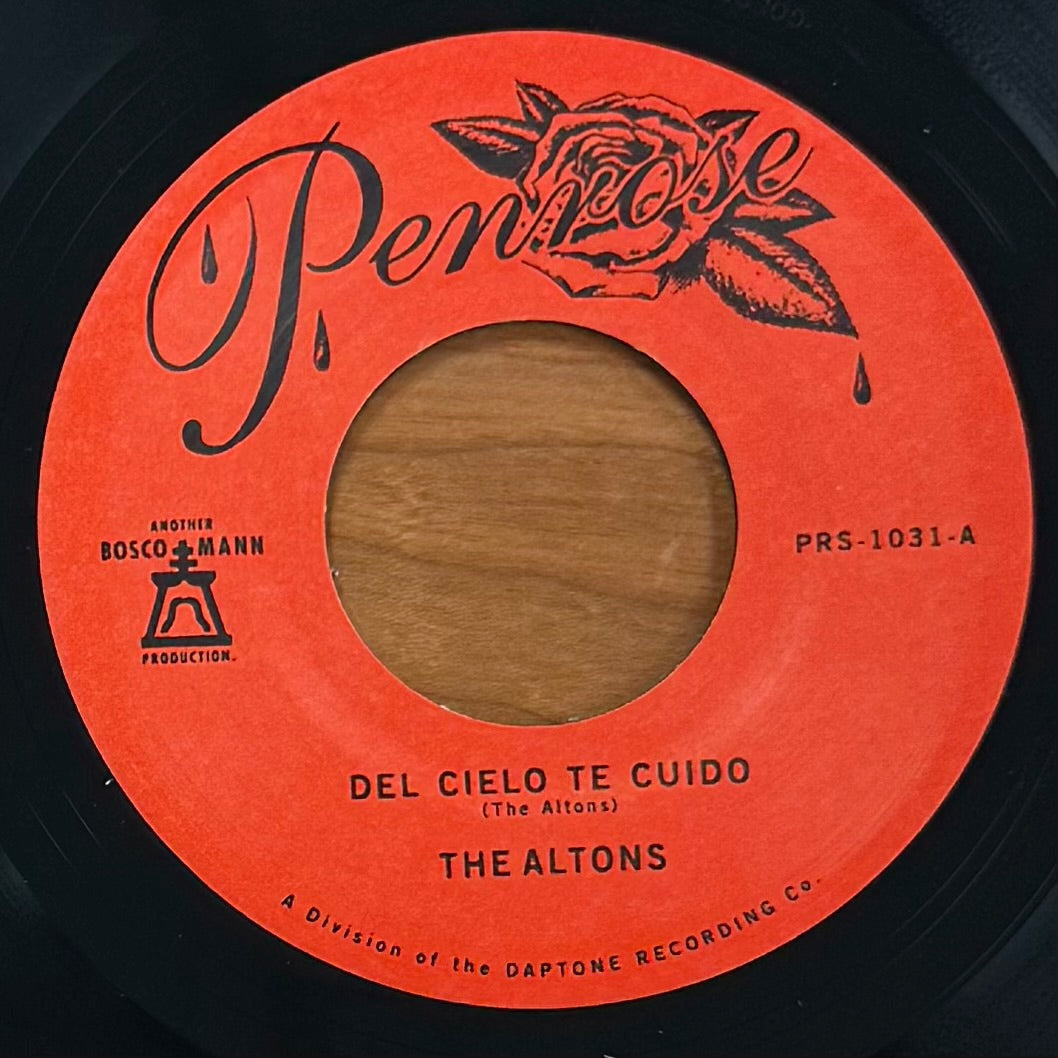 Penrose
ANOTHER
BOSCO MANN
PRODUCTION.
PRS-1031-A
DEL CIELO TE CUIDO
(The Altons)
THE ALTONS
A Division of the DAPTONE RECORDING Co.